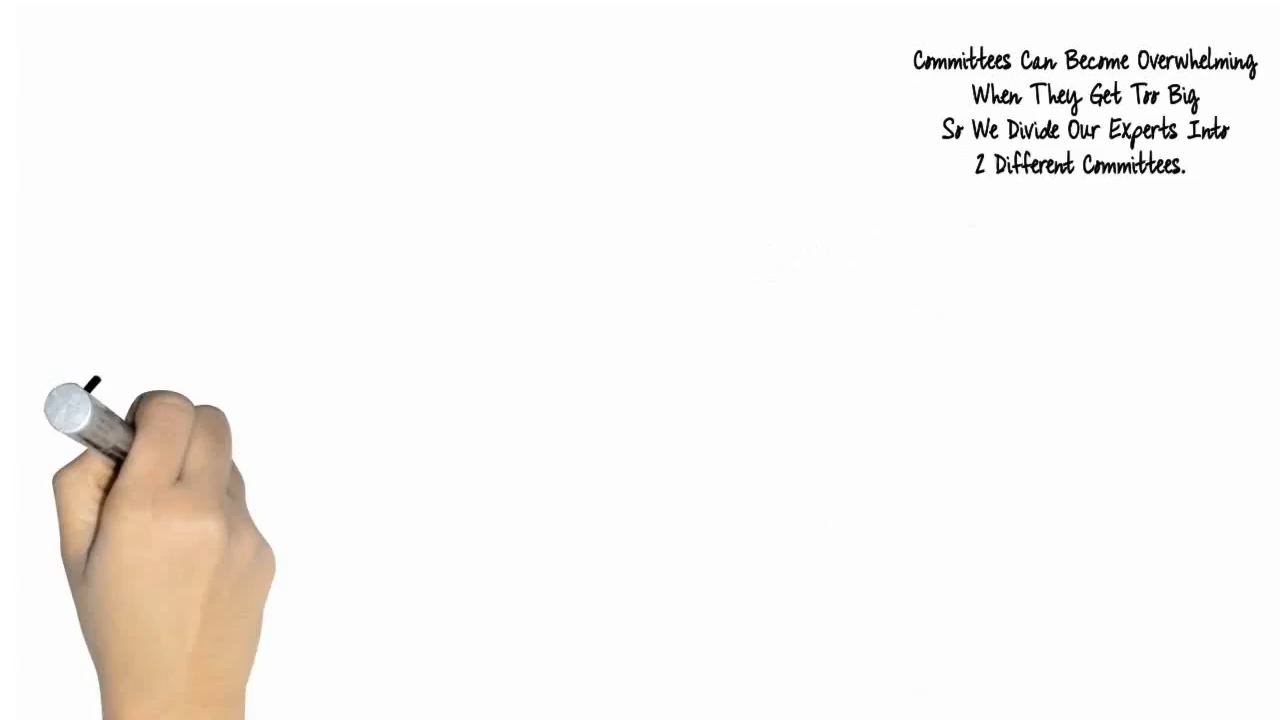 Committees Can Become Overwhelming
When They Get Too Big
So We Divide Our Experts Into
2 Different Committees.